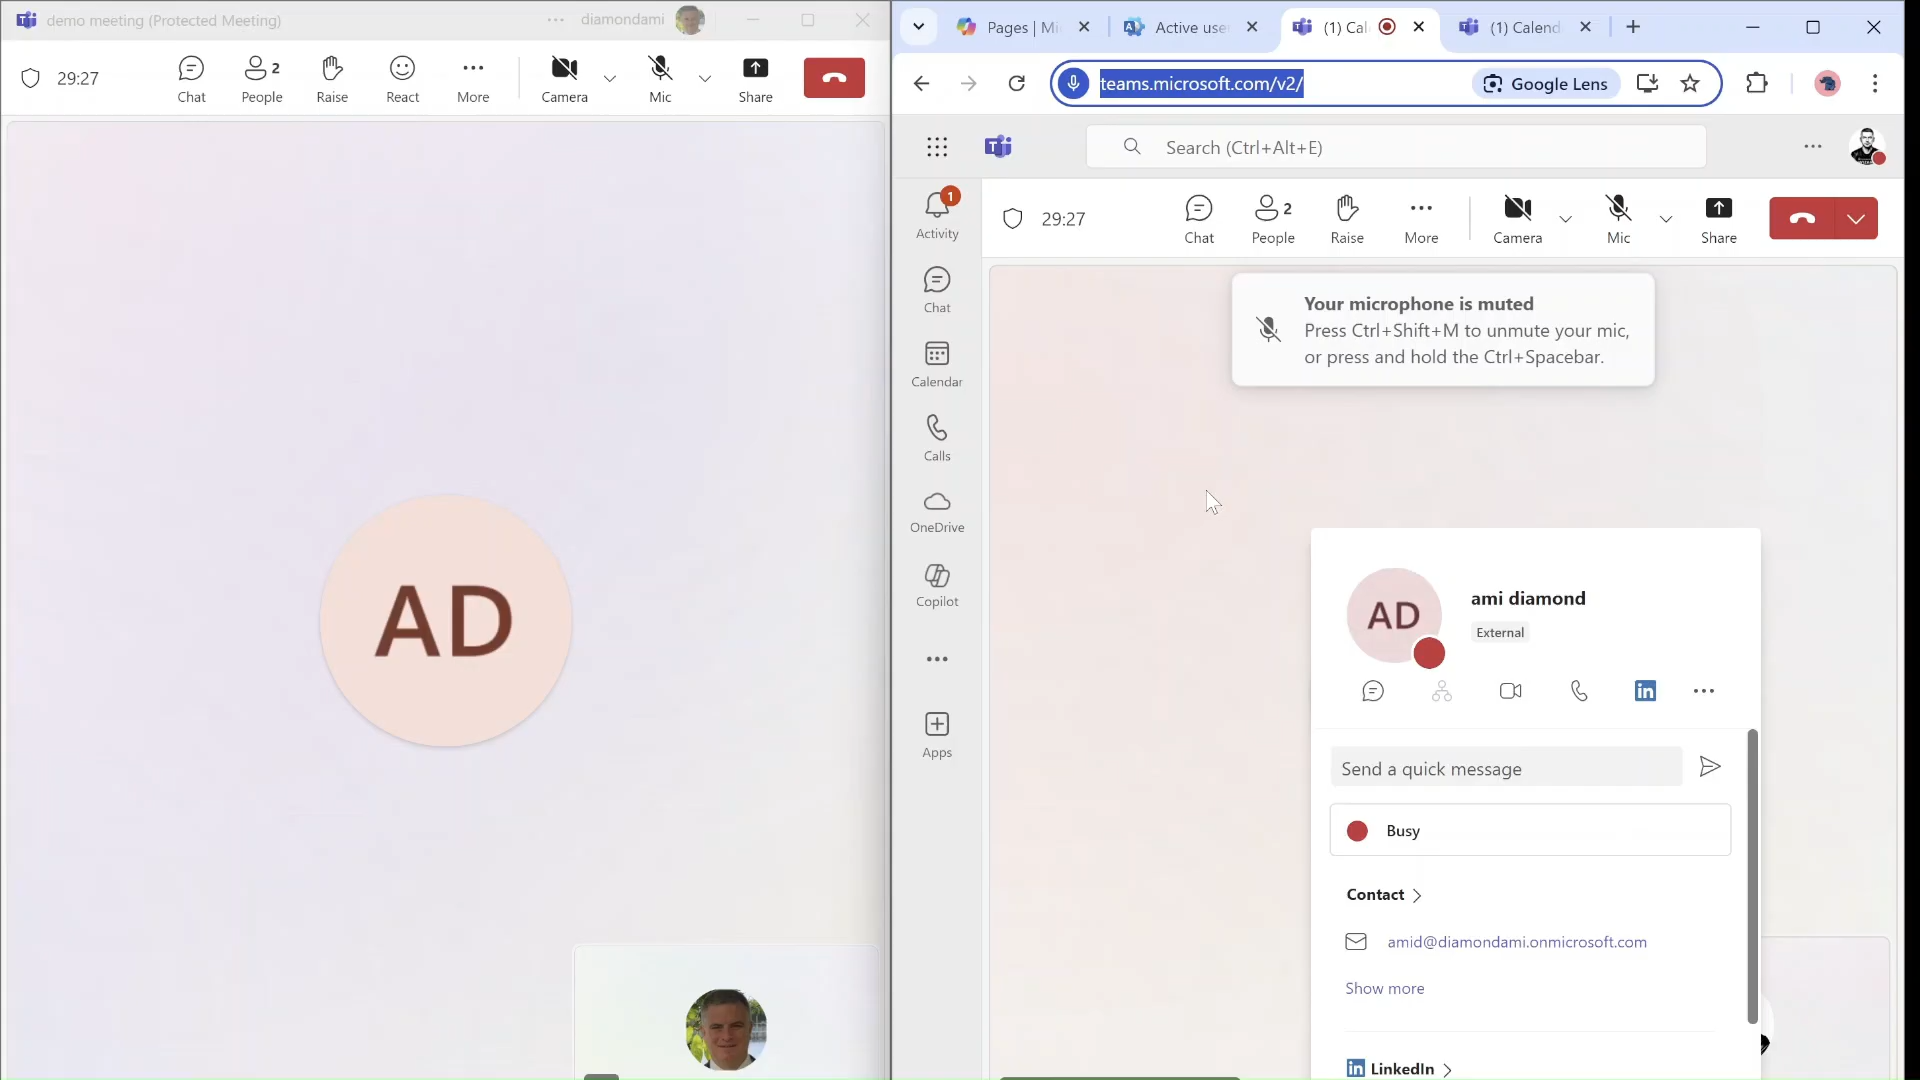 demo meeting (Protected Meeting)
diamondami
29:27
Chat
People
2
Raise
React
More
Camera
Mic
Share
AD
Pages | Mi
Active use
(1) Cal
(1) Calend
teams.microsoft.com/v2/
Google Lens
Search (Ctrl+Alt+E)
1
Activity
Chat
Calendar
Calls
OneDrive
Copilot
Apps
29:27
Chat
People
2
Raise
More
Camera
Mic
Share
Your microphone is muted
Press Ctrl+Shift+M to unmute your mic,
or press and hold the Ctrl+Spacebar.
AD
ami diamond
External
in
Send a quick message
Busy
Contact
amid@diamondami.onmicrosoft.com
Show more
in LinkedIn